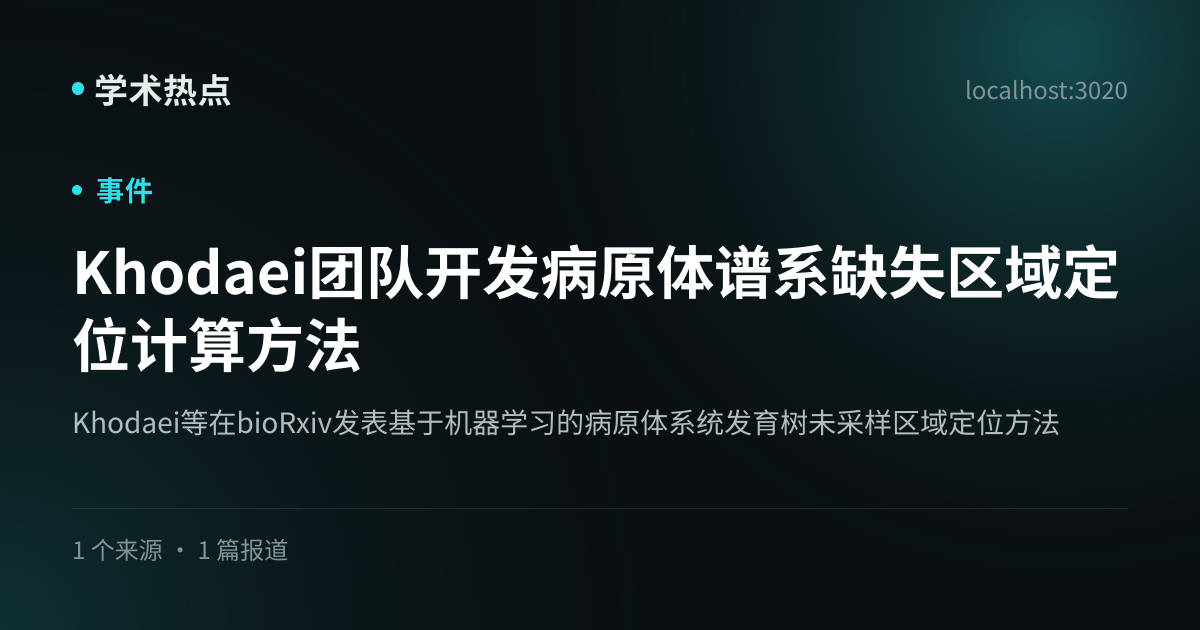 学术热点
localhost:3020
事件
Khodaei团队开发病原体谱系缺失区域定
位计算方法
Khodaei等在bioRxiv发表基于机器学习的病原体系统发育树未采样区域定位方法
1 个来源 · 1 篇报道